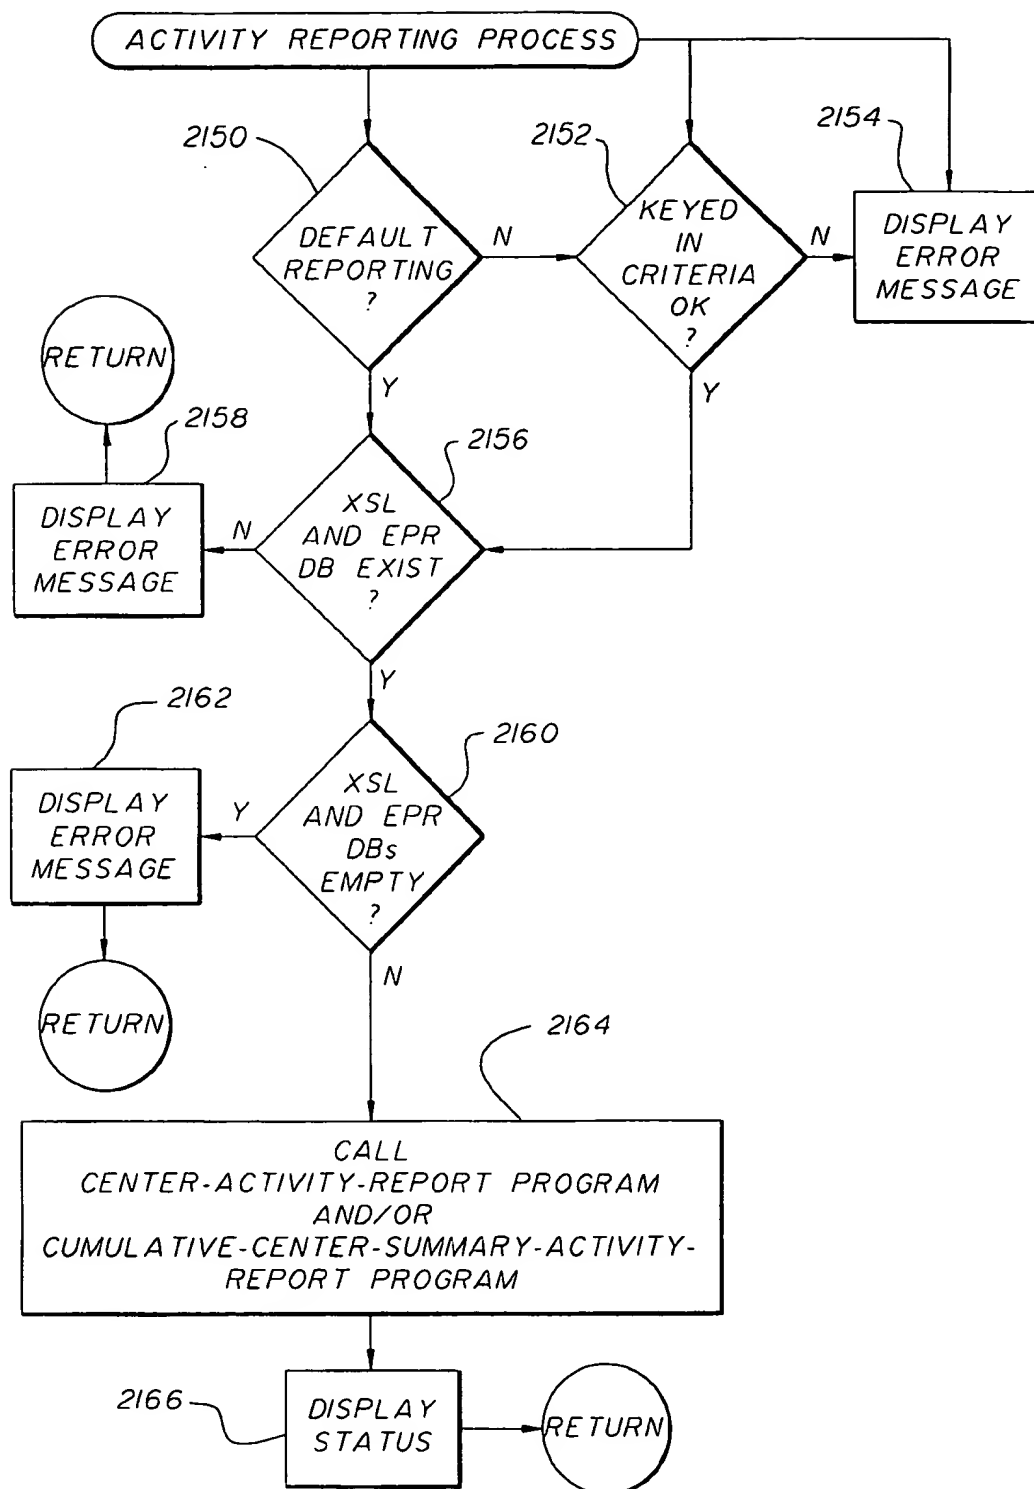 ACTIVITY REPORTING PROCESS
2150
2152
2154
DEFAULT
REPORTING
?
N
KEYED
IN
CRITERIA
OK
?
N
DISPLAY
ERROR
MESSAGE
Y
Y
RETURN
2158
2156
DISPLAY
ERROR
MESSAGE
N
XSL
AND EPR
DB EXIST
?
Y
2162
2160
DISPLAY
ERROR
MESSAGE
Y
XSL
AND EPR
DBs
EMPTY
?
N
RETURN
2164
CALL
CENTER-ACTIVITY-REPORT PROGRAM
AND/OR
CUMULATIVE-CENTER-SUMMARY-ACTIVITY-
REPORT PROGRAM
2166
DISPLAY
STATUS
RETURN